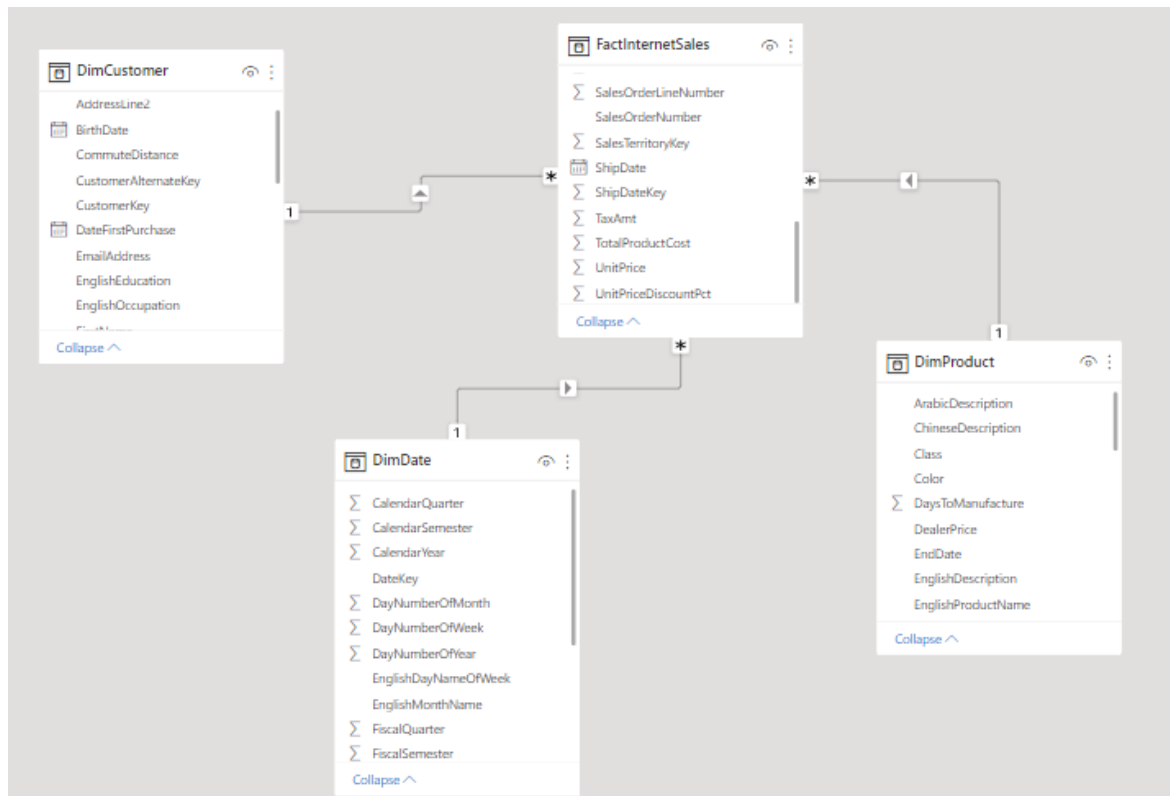 DimCustomer
AddressLine2
BirthDate
CommuteDistance
CustomerAlternateKey
CustomerKey
DateFirstPurchase
EmailAddress
EnglishEducation
EnglishOccupation
Collapse
1
*
FactInternetSales
SalesOrderLineNumber
SalesOrderNumber
SalesTerritoryKey
ShipDate
ShipDateKey
TaxAmt
TotalProductCost
UnitPrice
UnitPriceDiscountPct
Collapse
*
*
1
1
DimDate
CalendarQuarter
CalendarSemester
CalendarYear
DateKey
DayNumberOfMonth
DayNumberOfWeek
DayNumberOfYear
EnglishDayNameOfWeek
EnglishMonthName
FiscalQuarter
FiscalSemester
Collapse
DimProduct
ArabicDescription
ChineseDescription
Class
Color
DaysToManufacture
DealerPrice
EndDate
EnglishDescription
EnglishProductName
Collapse